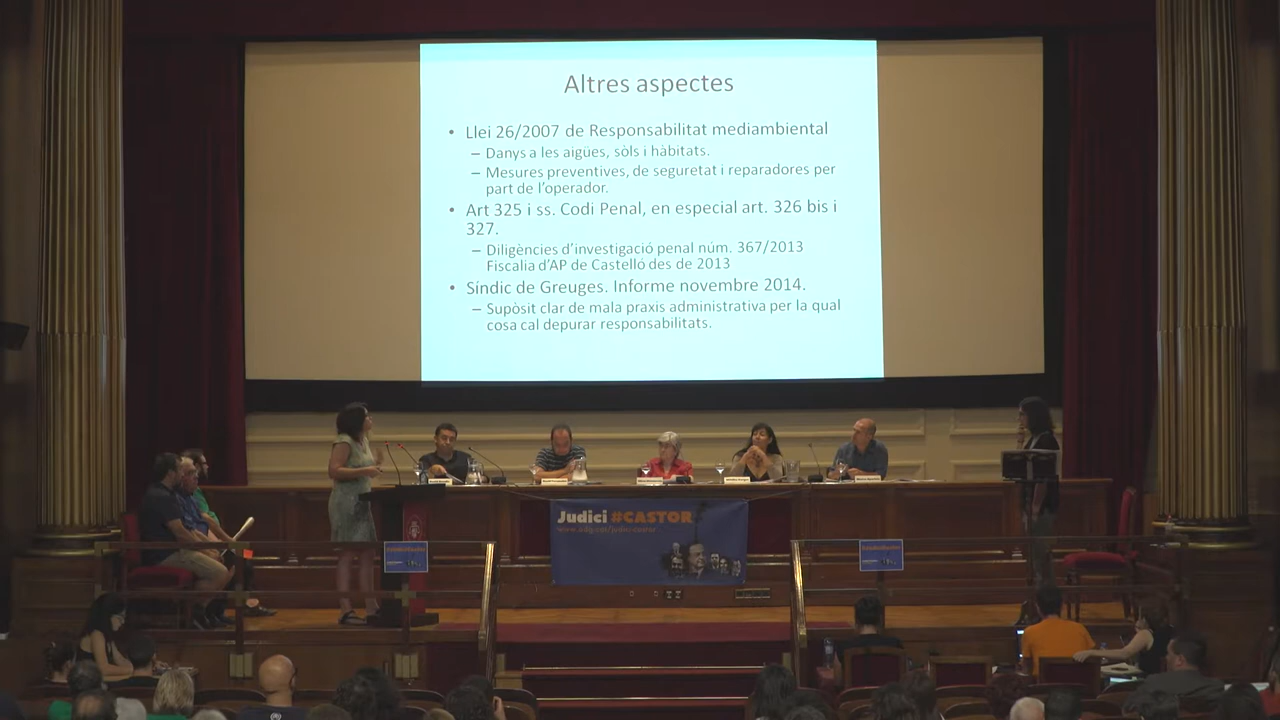 Altres aspectes
• Llei 26/2007 de Responsabilitat mediambiental
– Danys a les aigües, sòls i hàbitats.
– Mesures preventives, de seguretat i reparadores per
part de l'operador.
• Art 325 i ss. Codi Penal, en especial art. 326 bis i
327.
– Diligències d'investigació penal núm. 367/2013
Fiscalia d'AP de Castelló des de 2013
• Síndic de Greuges. Informe novembre 2014.
– Supòsit clar de mala praxis administrativa per la qual
cosa cal depurar responsabilitats.
Judici #CASTOR